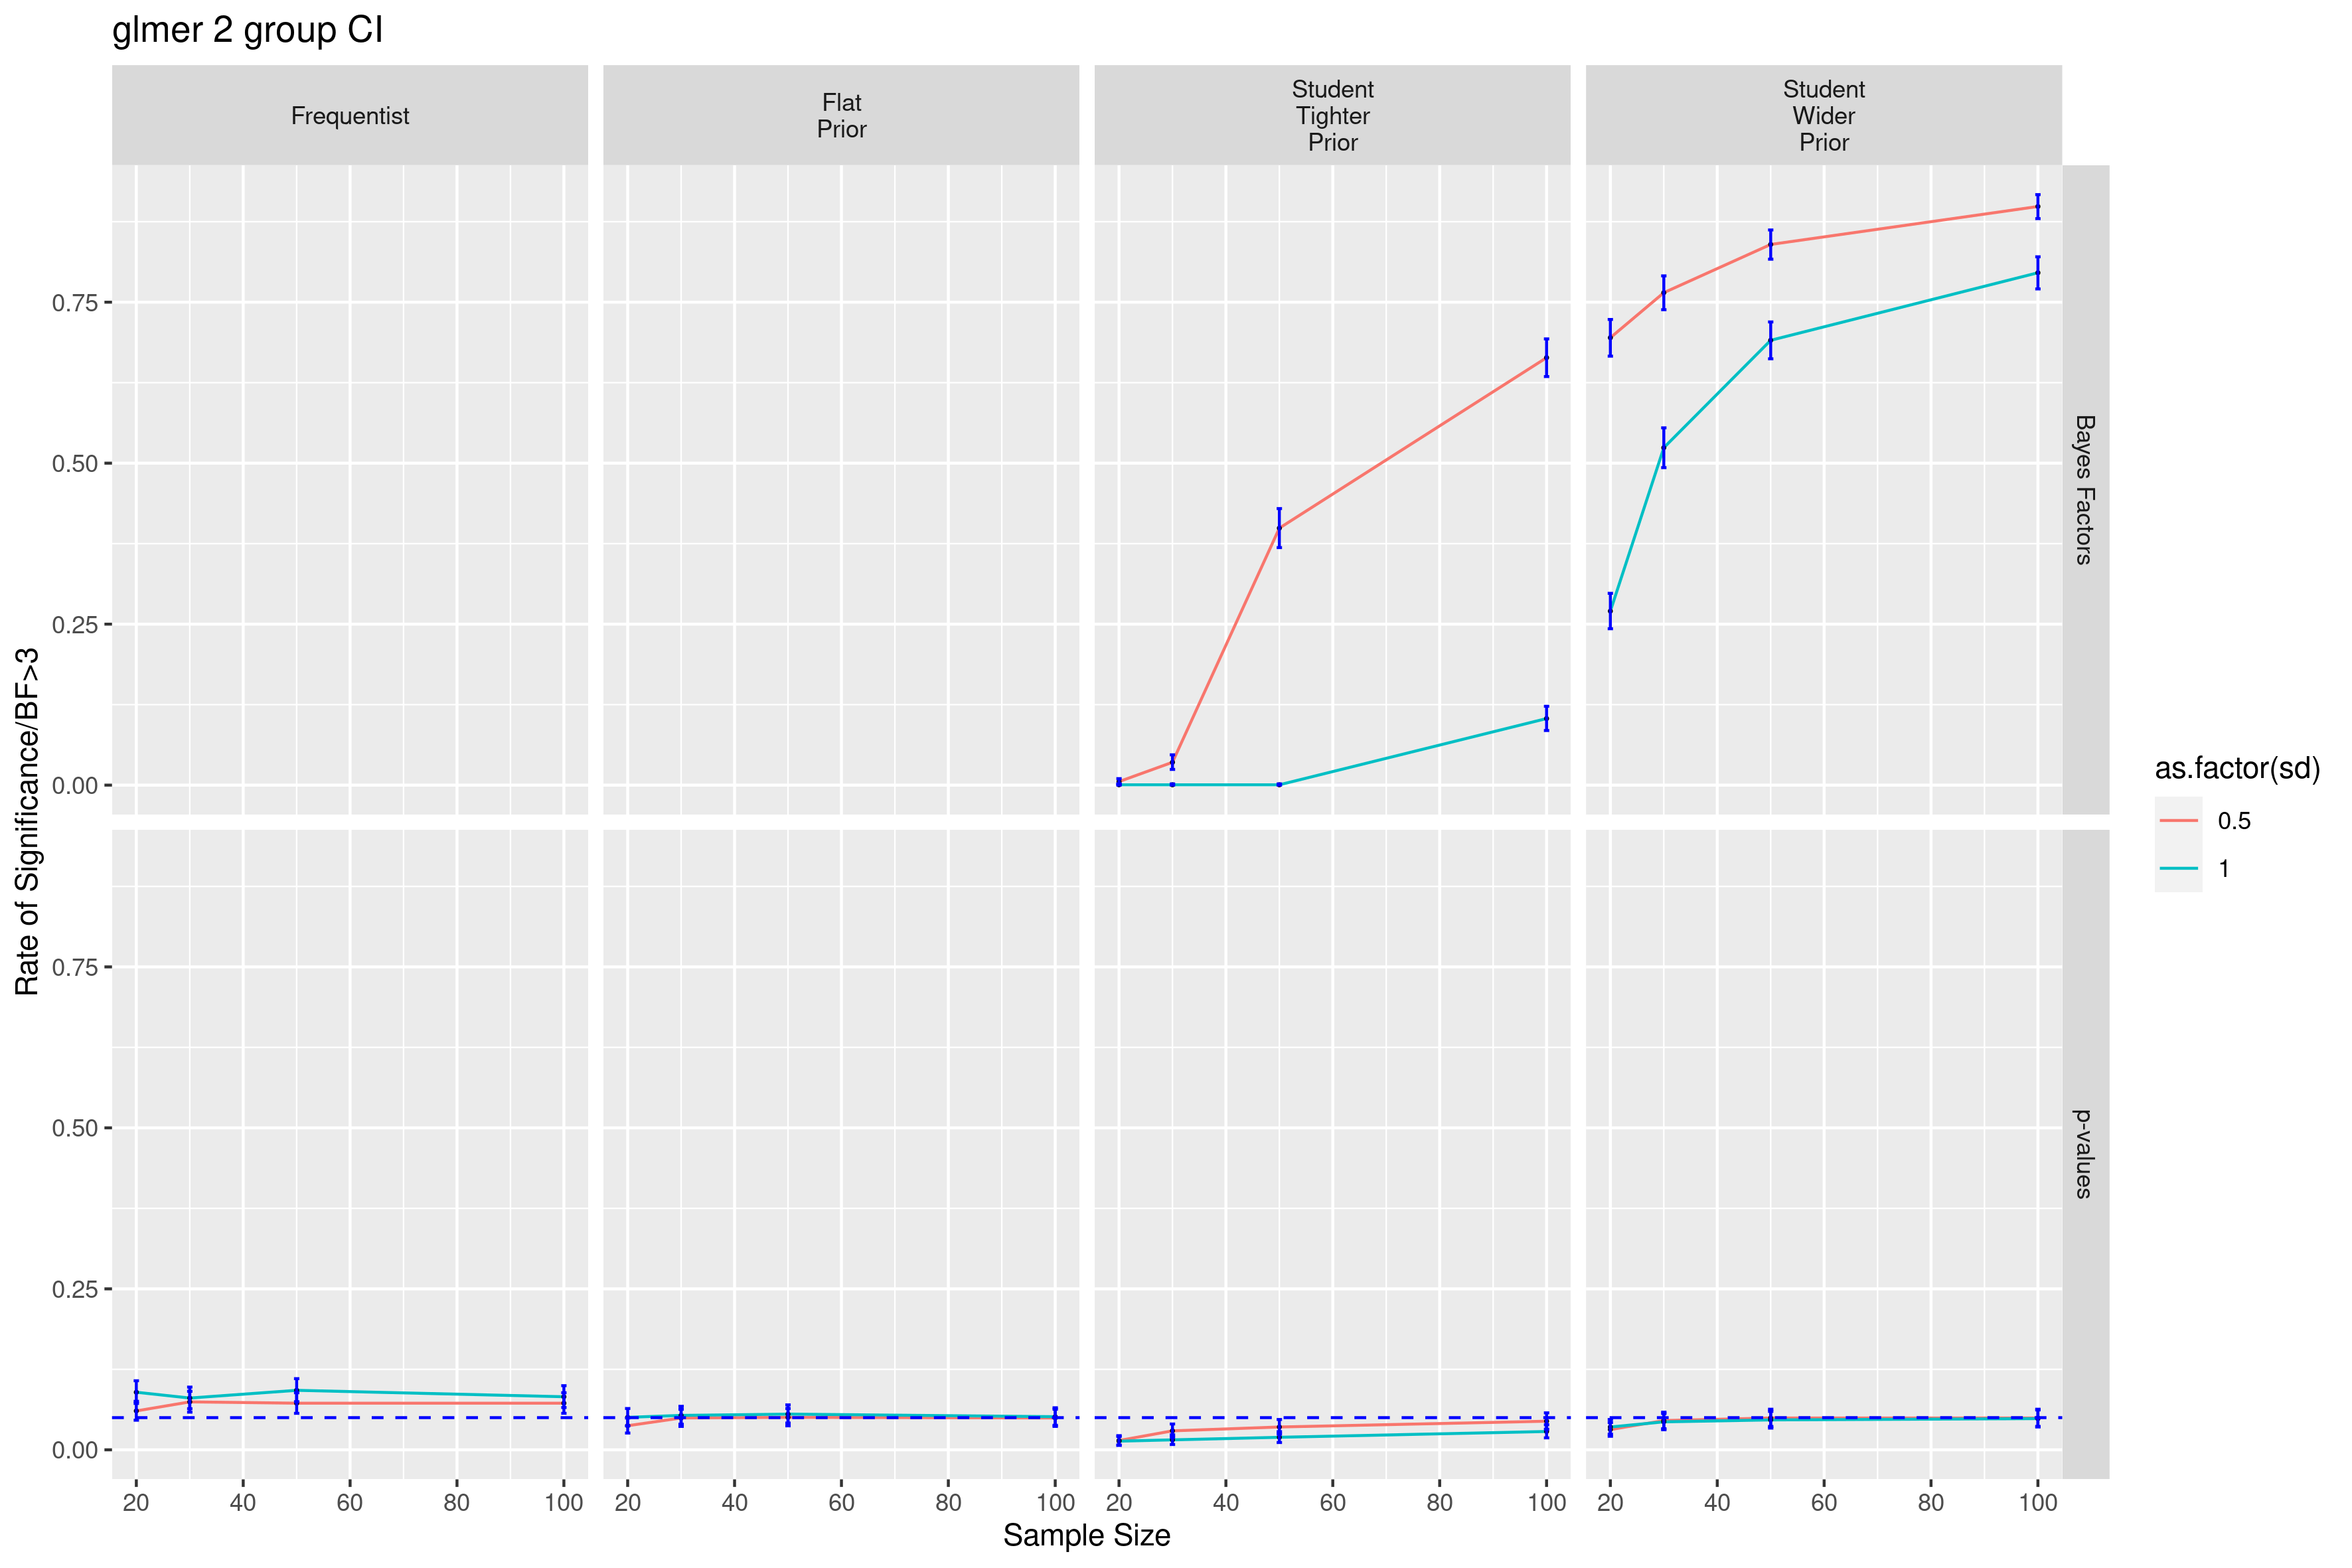 glmer 2 group CI
Frequentist
Flat
Prior
Student
Tighter
Prior
Student
Wider
Prior
Rate of Significance/BF>3
0.75
0.50
0.25
0.00
Bayes Factors
0.75
0.50
0.25
0.00
p-values
20 40 60 80 100 20 40 60 80 100 20 40 60 80 100 20 40 60 80 100
Sample Size
as.factor(sd)
0.5
1